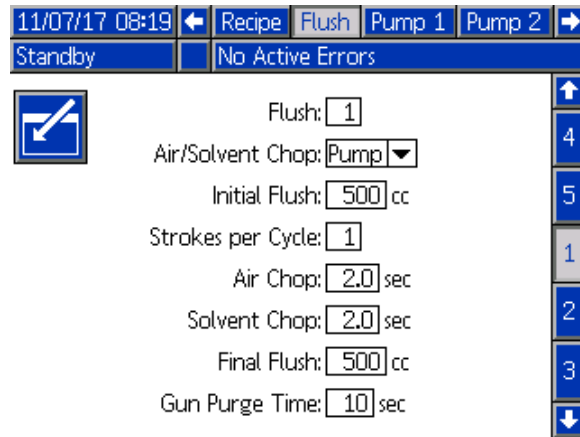 11/07/17 08:19 Recipe Flush Pump 1 Pump 2
Standby No Active Errors
Flush: 1
Air/Solvent Chop: Pump
Initial Flush: 500 cc
Strokes per Cycle: 1
Air Chop: 2.0 sec
Solvent Chop: 2.0 sec
Final Flush: 500 cc
Gun Purge Time: 10 sec
4
5
1
2
3